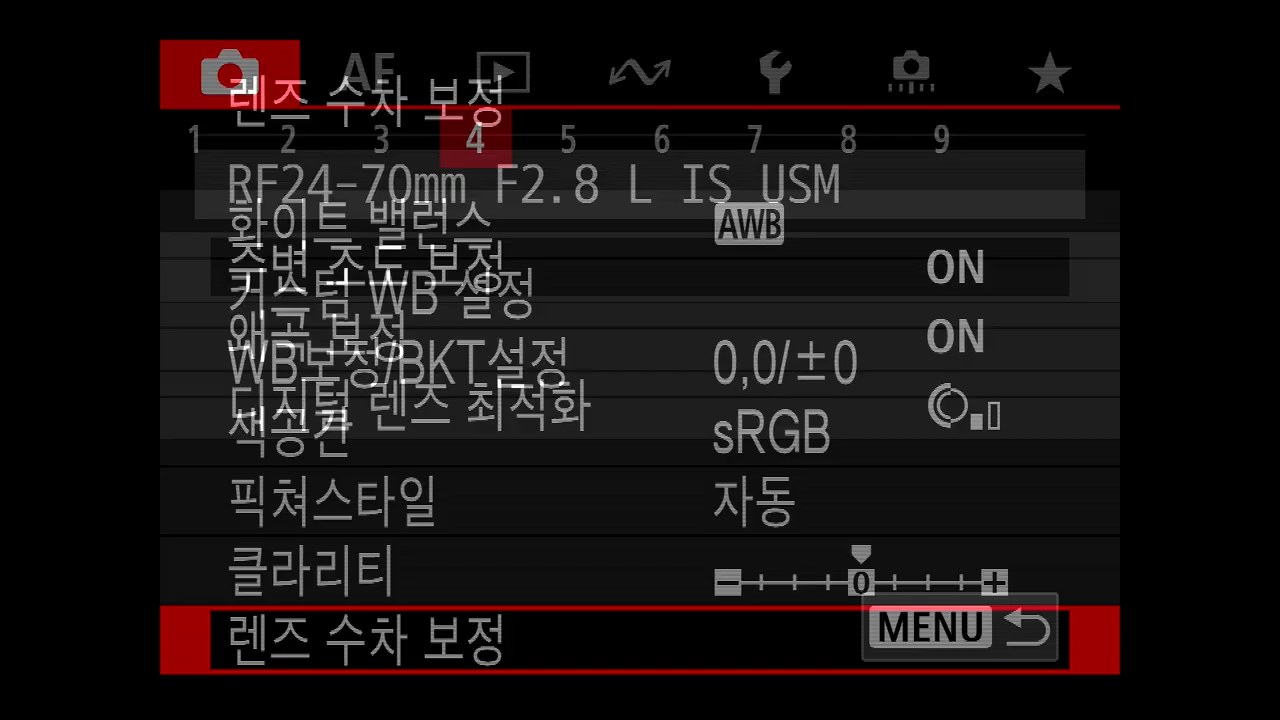 AF
렌즈 수차 보정
1 2 3 4 5 6 7 8 9
RF24-70mm F2.8 L IS USM
화이트 밸런스 AWB
주변 조도 보정 ON
커스텀 WB 설정
왜곡 보정 ON
WB보정/BKT설정 0,0/±0
디지털 렌즈 최적화
색공간 sRGB
픽쳐스타일 자동
클라리티 0
렌즈 수차 보정 MENU